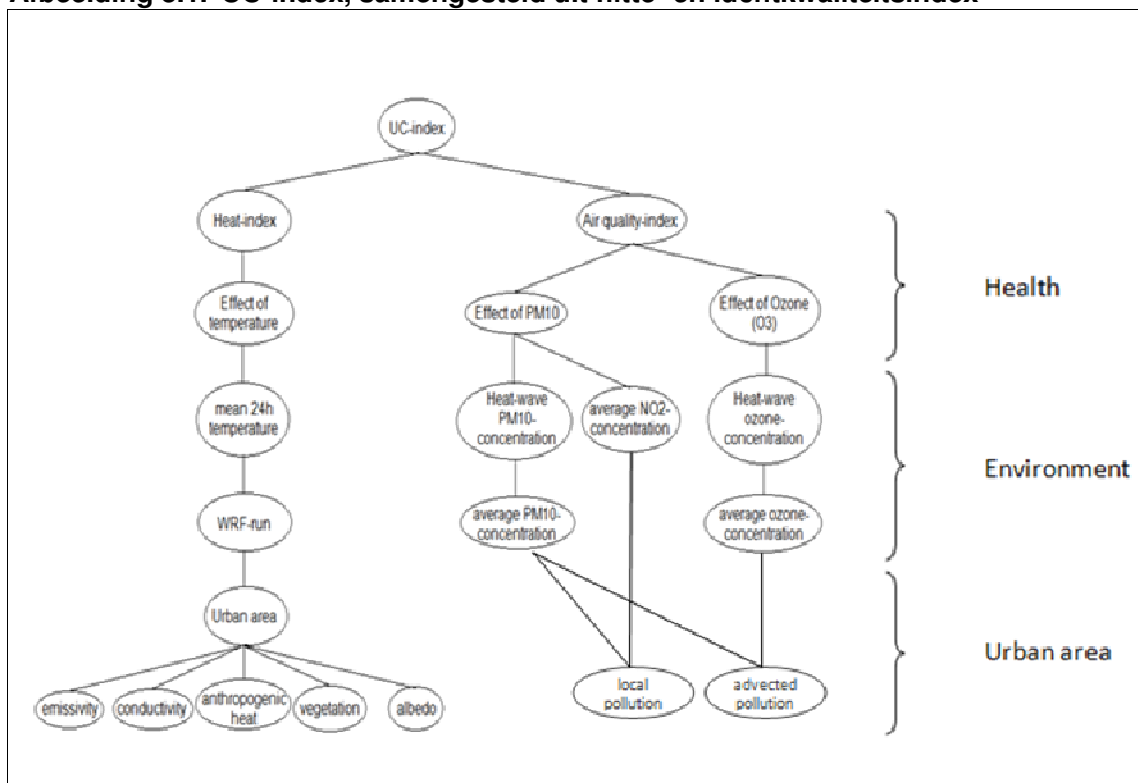 UC-index
Heat-index
Air quality-index
Health
Effect of
temperature
Effect of PM10
Effect of Ozone
(O3)
mean 24h
temperature
Heat-wave
PM10-
concentration
average NO2-
concentration
Heat-wave
ozone-
concentration
Environment
WRF-run
average PM10-
concentration
average ozone-
concentration
Urban area
Urban area
emissivity
conductivity
anthropogenic
heat
vegetation
albedo
local
pollution
advected
pollution